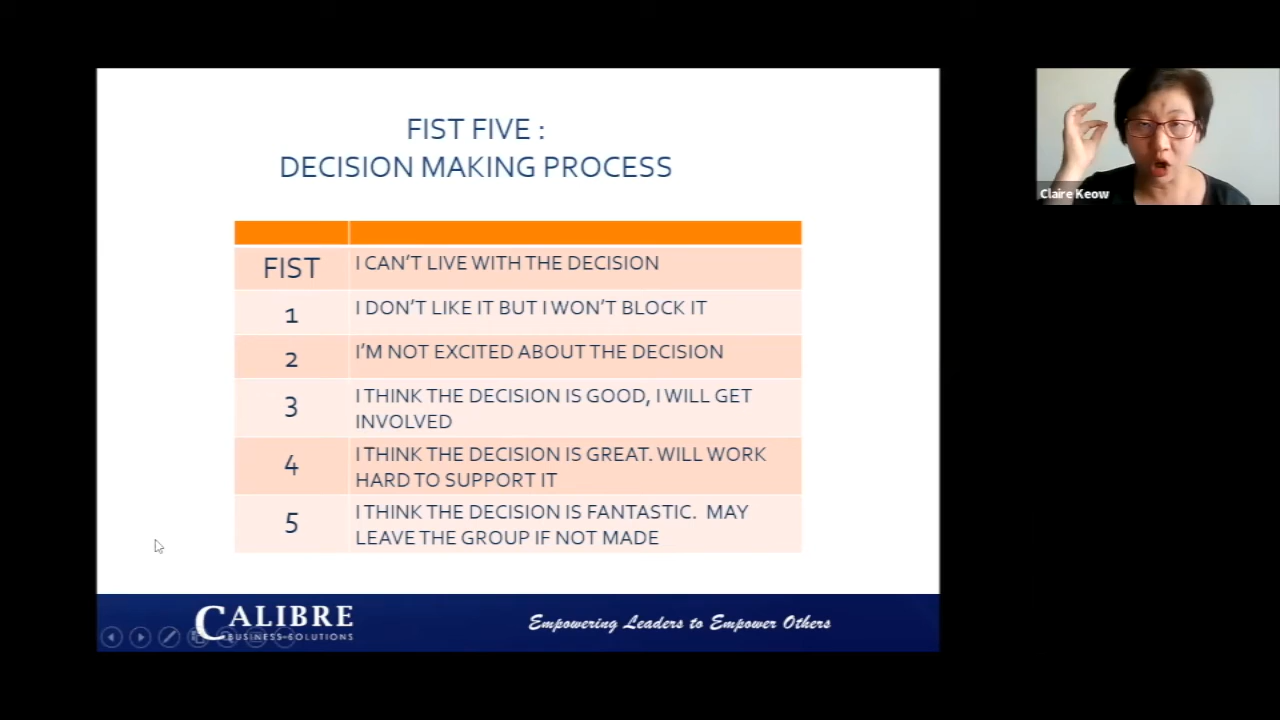 FIST FIVE :
DECISION MAKING PROCESS
FIST
I CAN'T LIVE WITH THE DECISION
1
I DON'T LIKE IT BUT I WON'T BLOCK IT
2
I'M NOT EXCITED ABOUT THE DECISION
3
I THINK THE DECISION IS GOOD, I WILL GET
INVOLVED
4
I THINK THE DECISION IS GREAT. WILL WORK
HARD TO SUPPORT IT
5
I THINK THE DECISION IS FANTASTIC.  MAY
LEAVE THE GROUP IF NOT MADE
CALIBRE
BUSINESS SOLUTIONS
Empowering Leaders to Empower Others
Claire Keow